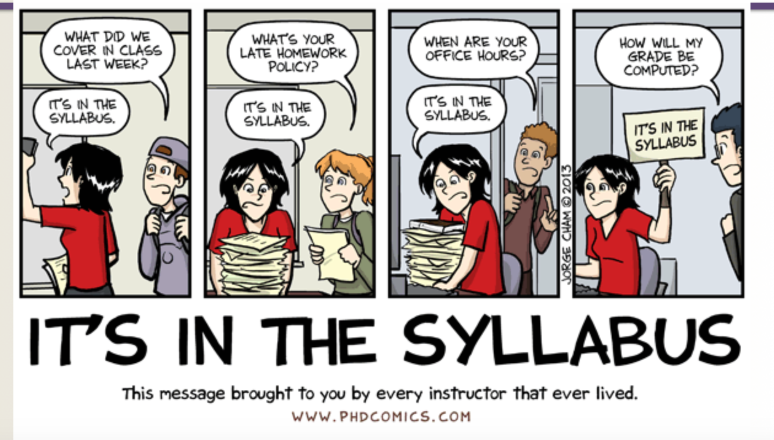 WHAT DID WE
COVER IN CLASS
LAST WEEK?
IT'S IN THE
SYLLABUS.
WHAT'S YOUR
LATE HOMEWORK
POLICY?
IT'S IN THE
SYLLABUS.
WHEN ARE YOUR
OFFICE HOURS?
IT'S IN THE
SYLLABUS.
JORGE CHAM © 2013
HOW WILL MY
GRADE BE
COMPUTED?
IT'S IN THE
SYLLABUS
IT'S IN THE SYLLABUS
This message brought to you by every instructor that ever lived.
WWW.PHDCOMICS.COM